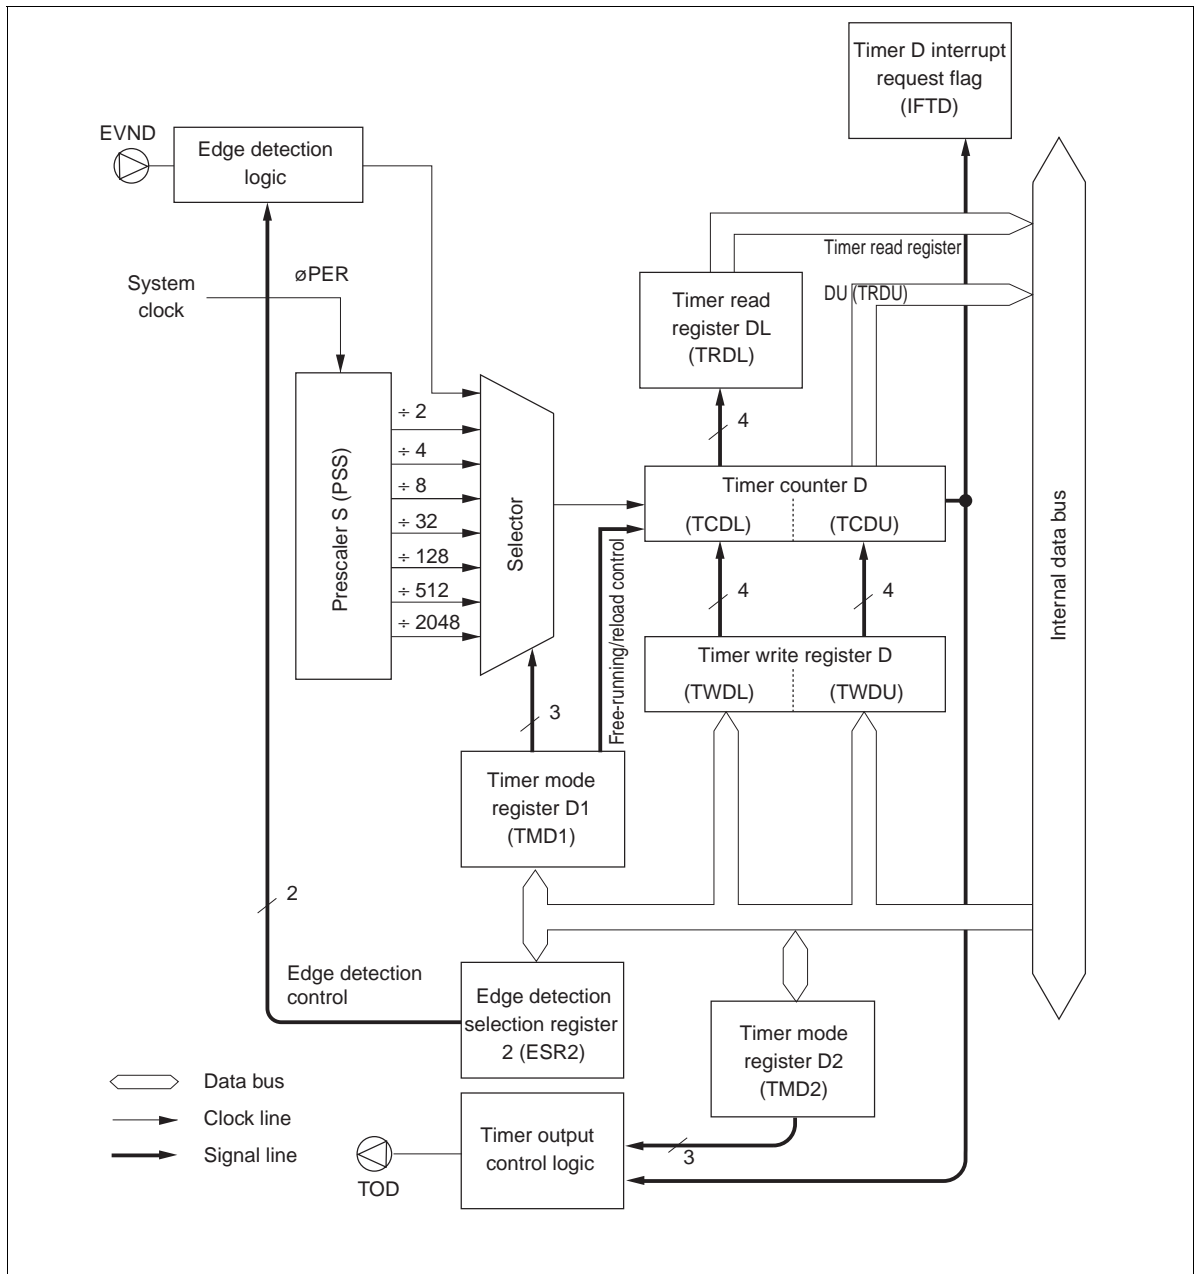 Timer D interrupt
request flag
(IFTD)
EVND
Edge detection
logic
Timer read register
øPER
System
clock
Timer read
register DL
(TRDL)
DU (TRDU)
÷ 2
÷ 4
÷ 8
÷ 32
÷ 128
÷ 512
÷ 2048
Prescaler S (PSS)
Selector
4
Timer counter D
(TCDL)
(TCDU)
Free-running/reload control
4
4
Timer write register D
(TWDL)
(TWDU)
Internal data bus
3
Timer mode
register D1
(TMD1)
2
Edge detection
control
Edge detection
selection register
2 (ESR2)
Timer mode
register D2
(TMD2)
Data bus
Clock line
Signal line
Timer output
control logic
3
TOD